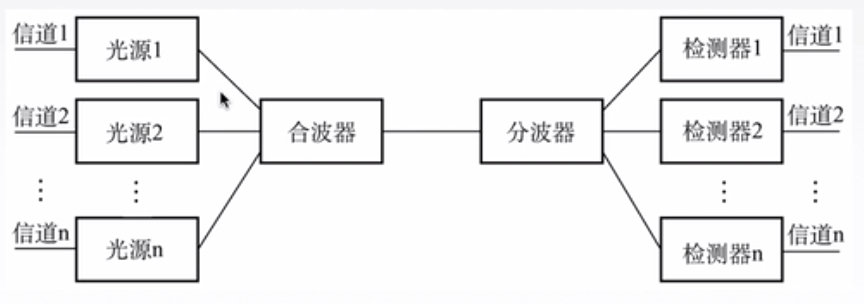 信道1
光源1
检测器1
信道1
信道2
光源2
合波器
分波器
检测器2
信道2
⋮
⋮
⋮
⋮
信道n
光源n
检测器n
信道n